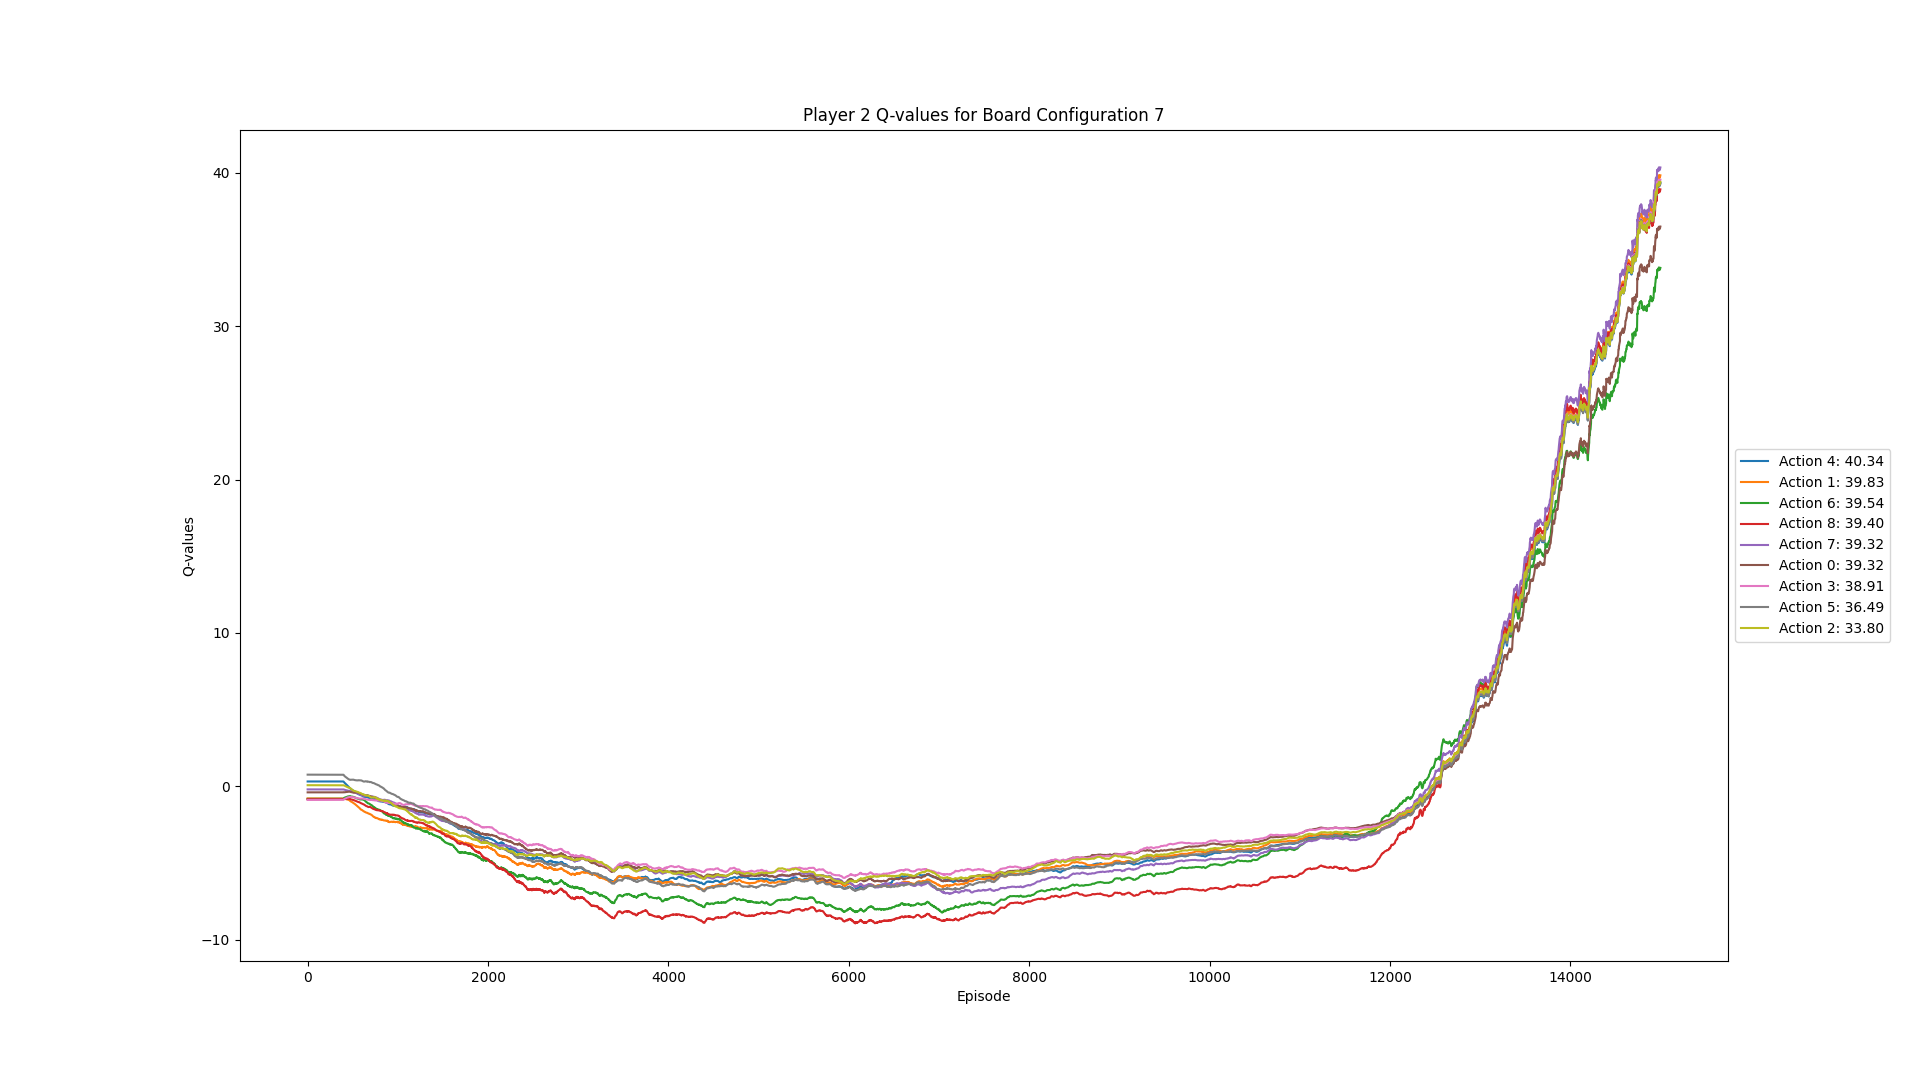 Player 2 Q-values for Board Configuration 7
40
30
20
10
0
−10
Q-values
0 2000 4000 6000 8000 10000 12000 14000
Episode
Action 4: 40.34
Action 1: 39.83
Action 6: 39.54
Action 8: 39.40
Action 7: 39.32
Action 0: 39.32
Action 3: 38.91
Action 5: 36.49
Action 2: 33.80